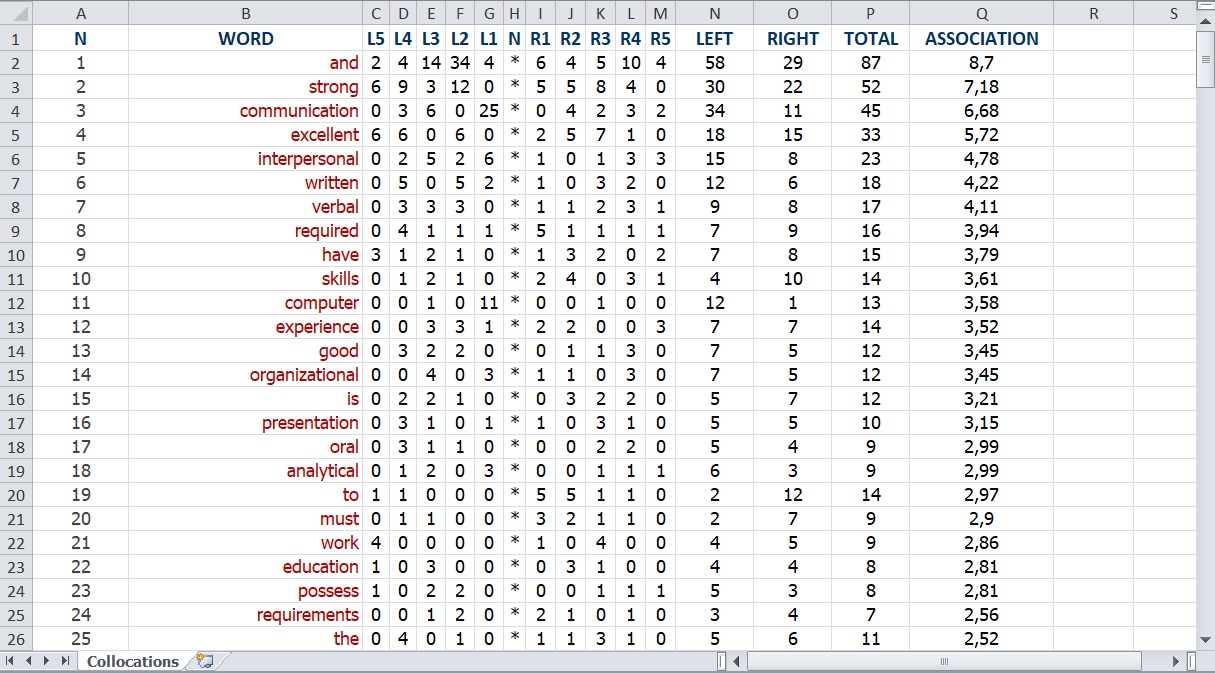 A B C D E F G H I J K L M N O P Q R S
1 N WORD L5 L4 L3 L2 L1 N R1 R2 R3 R4 R5 LEFT RIGHT TOTAL ASSOCIATION
2 1 and 2 4 14 34 4 * 6 4 5 10 4 58 29 87 8,7
3 2 strong 6 9 3 12 0 * 5 5 8 4 0 30 22 52 7,18
4 3 communication 0 3 6 0 25 * 0 4 2 3 2 34 11 45 6,68
5 4 excellent 6 6 0 6 0 * 2 5 7 1 0 18 15 33 5,72
6 5 interpersonal 0 2 5 2 6 * 1 0 1 3 3 15 8 23 4,78
7 6 written 0 5 0 5 2 * 1 0 3 2 0 12 6 18 4,22
8 7 verbal 0 3 3 3 0 * 1 1 2 3 1 9 8 17 4,11
9 8 required 0 4 1 1 1 * 5 1 1 1 1 7 9 16 3,94
10 9 have 3 1 2 1 0 * 1 3 2 0 2 7 8 15 3,79
11 10 skills 0 1 2 1 0 * 2 4 0 3 1 4 10 14 3,61
12 11 computer 0 0 1 0 11 * 0 0 1 0 0 12 1 13 3,58
13 12 experience 0 0 3 3 1 * 2 2 0 0 3 7 7 14 3,52
14 13 good 0 3 2 2 0 * 0 1 1 3 0 7 5 12 3,45
15 14 organizational 0 0 4 0 3 * 1 1 0 3 0 7 5 12 3,45
16 15 is 0 2 2 1 0 * 0 3 2 2 0 5 7 12 3,21
17 16 presentation 0 3 1 0 1 * 1 0 3 1 0 5 5 10 3,15
18 17 oral 0 3 1 1 0 * 0 0 2 2 0 5 4 9 2,99
19 18 analytical 0 1 2 0 3 * 0 0 1 1 1 6 3 9 2,99
20 19 to 1 1 0 0 0 * 5 5 1 1 0 2 12 14 2,97
21 20 must 0 1 1 0 0 * 3 2 1 1 0 2 7 9 2,9
22 21 work 4 0 0 0 0 * 1 0 4 0 0 4 5 9 2,86
23 22 education 1 0 3 0 0 * 0 3 1 0 0 4 4 8 2,81
24 23 possess 1 0 2 2 0 * 0 0 1 1 1 5 3 8 2,81
25 24 requirements 0 0 1 2 0 * 2 1 0 1 0 3 4 7 2,56
26 25 the 0 4 0 1 0 * 1 1 3 1 0 5 6 11 2,52
Collocations